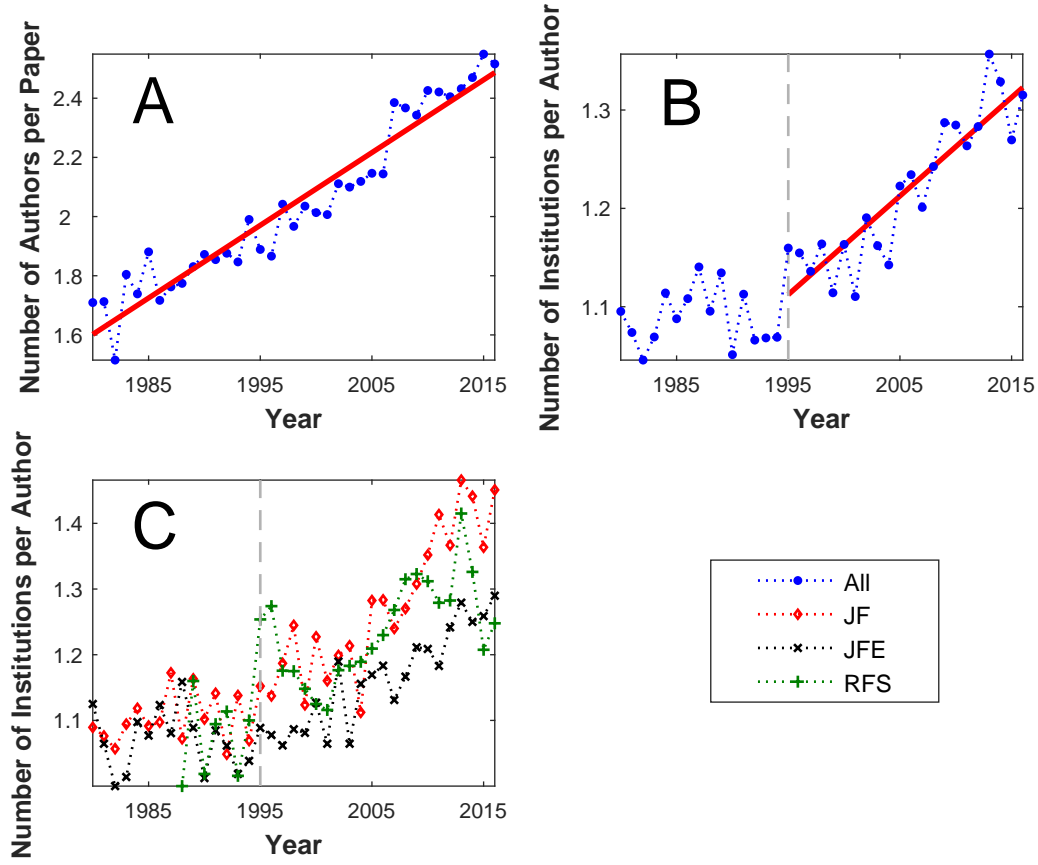 Number of Authors per Paper
A
2.4
2.2
2
1.8
1.6
1985
1995
2005
2015
Year
Number of Institutions per Author
B
1.3
1.2
1.1
1985
1995
2005
2015
Year
Number of Institutions per Author
C
1.4
1.3
1.2
1.1
1985
1995
2005
2015
Year
All
JF
JFE
RFS